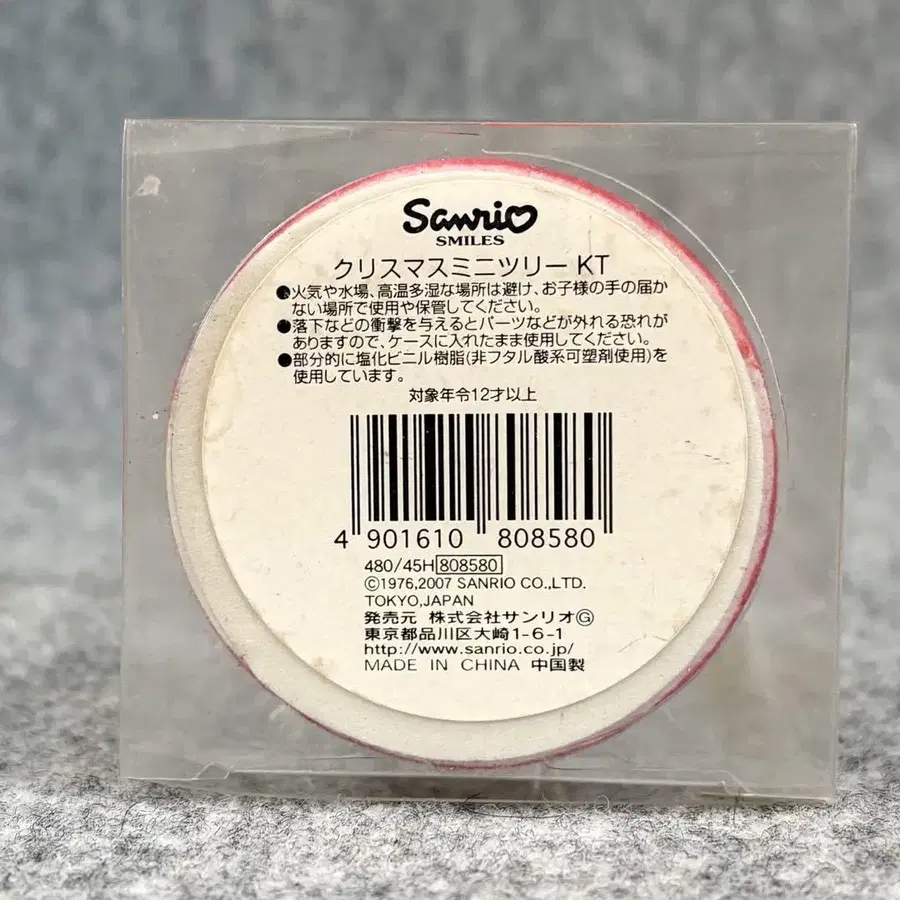 Sanrio
SMILES
クリスマスミニツリー KT
●火気や水場、高温多湿な場所は避け、お子様の手の届か
ない場所で使用や保管してください。
●落下などの衝撃を与えるとパーツなどが外れる恐れが
ありますので、ケースに入れたまま使用してください。
●部分的に塩化ビニル樹脂(非フタル酸系可塑剤使用)を
使用しています。
対象年令12才以上
4 901610 808580
480/45H 808580
©1976,2007 SANRIO CO.,LTD.
TOKYO,JAPAN
発売元 株式会社サンリオⒼ
東京都品川区大崎1-6-1
http://www.sanrio.co.jp/
MADE IN CHINA 中国製